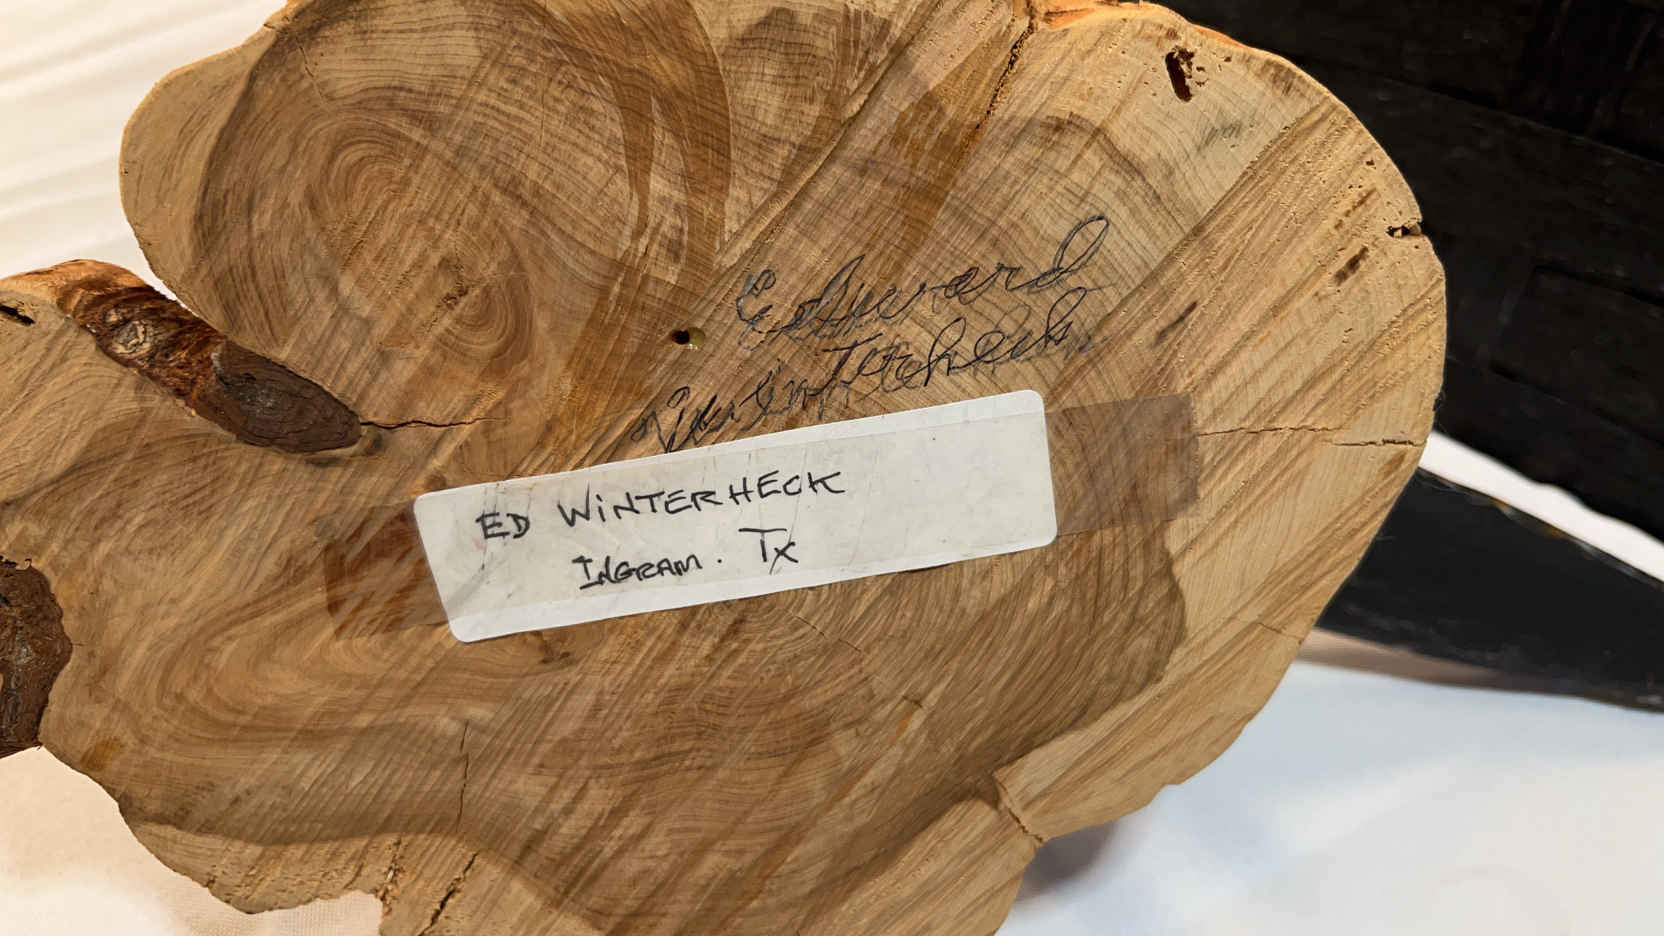 Edward
Winterheck
ED WINTERHECK
INGRAM. TX